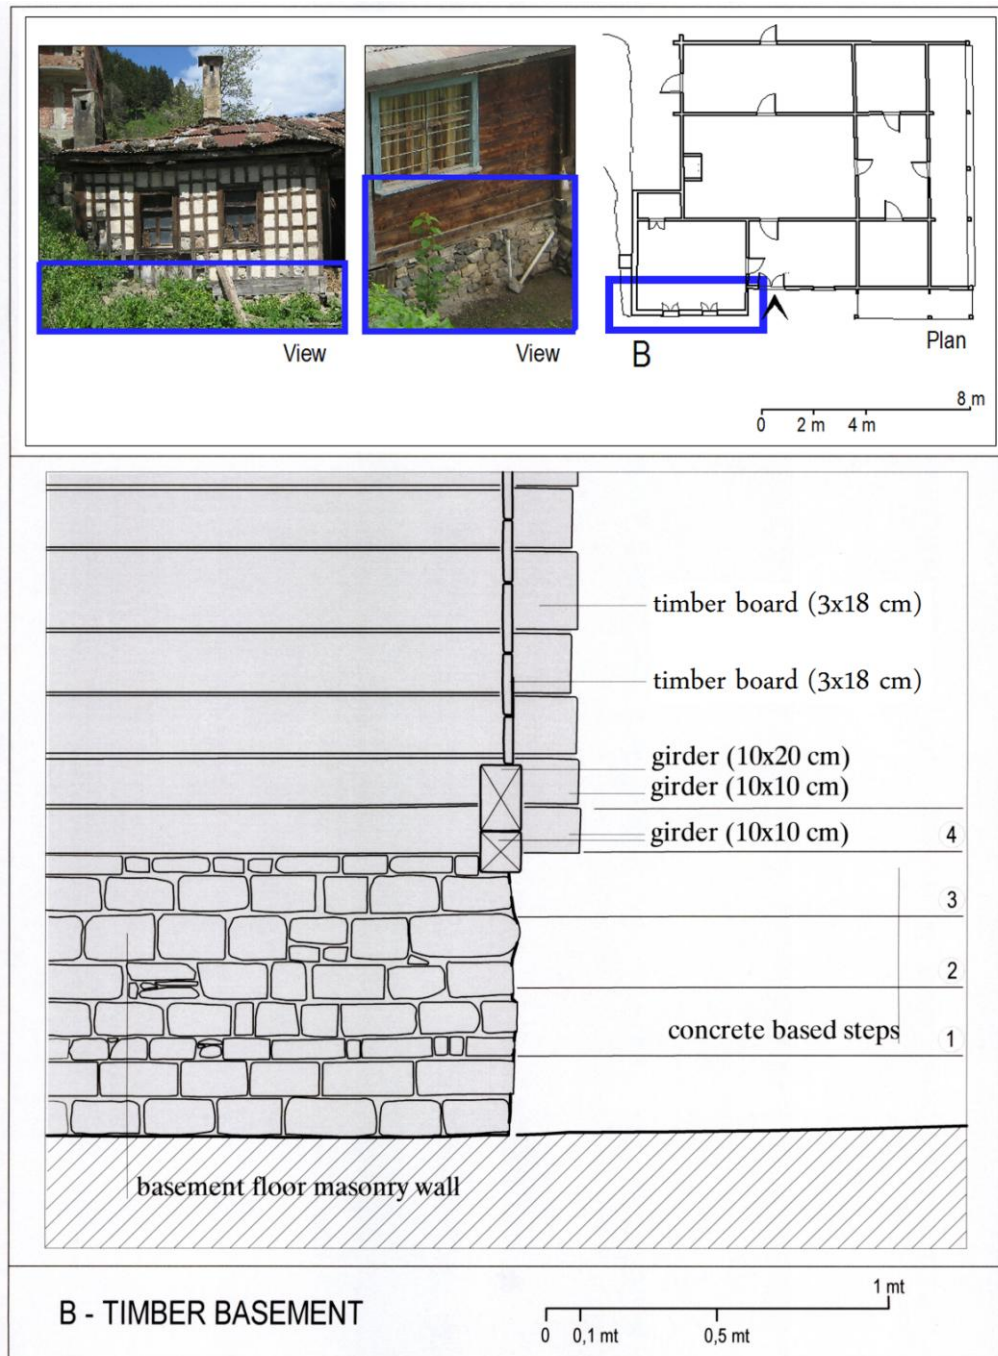 View
View
B
Plan
0 2 m 4 m 8 m
timber board (3x18 cm)
timber board (3x18 cm)
girder (10x20 cm)
girder (10x10 cm)
girder (10x10 cm)
4
3
2
concrete based steps
1
basement floor masonry wall
B - TIMBER BASEMENT
0 0,1 mt 0,5 mt 1 mt